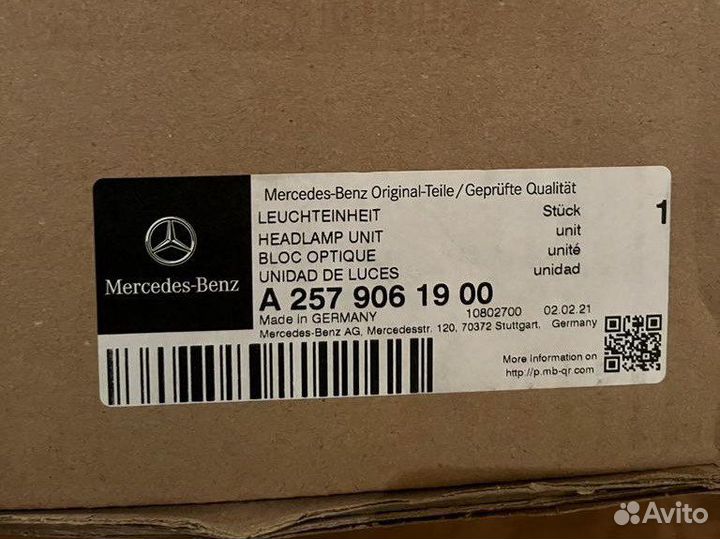 Mercedes-Benz
Mercedes-Benz Original-Teile/Geprüfte Qualität
LEUCHTEINHEIT Stück 1
HEADLAMP UNIT unit
BLOC OPTIQUE unité
UNIDAD DE LUCES unidad
A 257 906 19 00
Made in GERMANY 10802700 02.02.21
Mercedes-Benz AG, Mercedesstr. 120, 70372 Stuttgart, Germany
More Information on
http://p.mb-qr.com
Avito